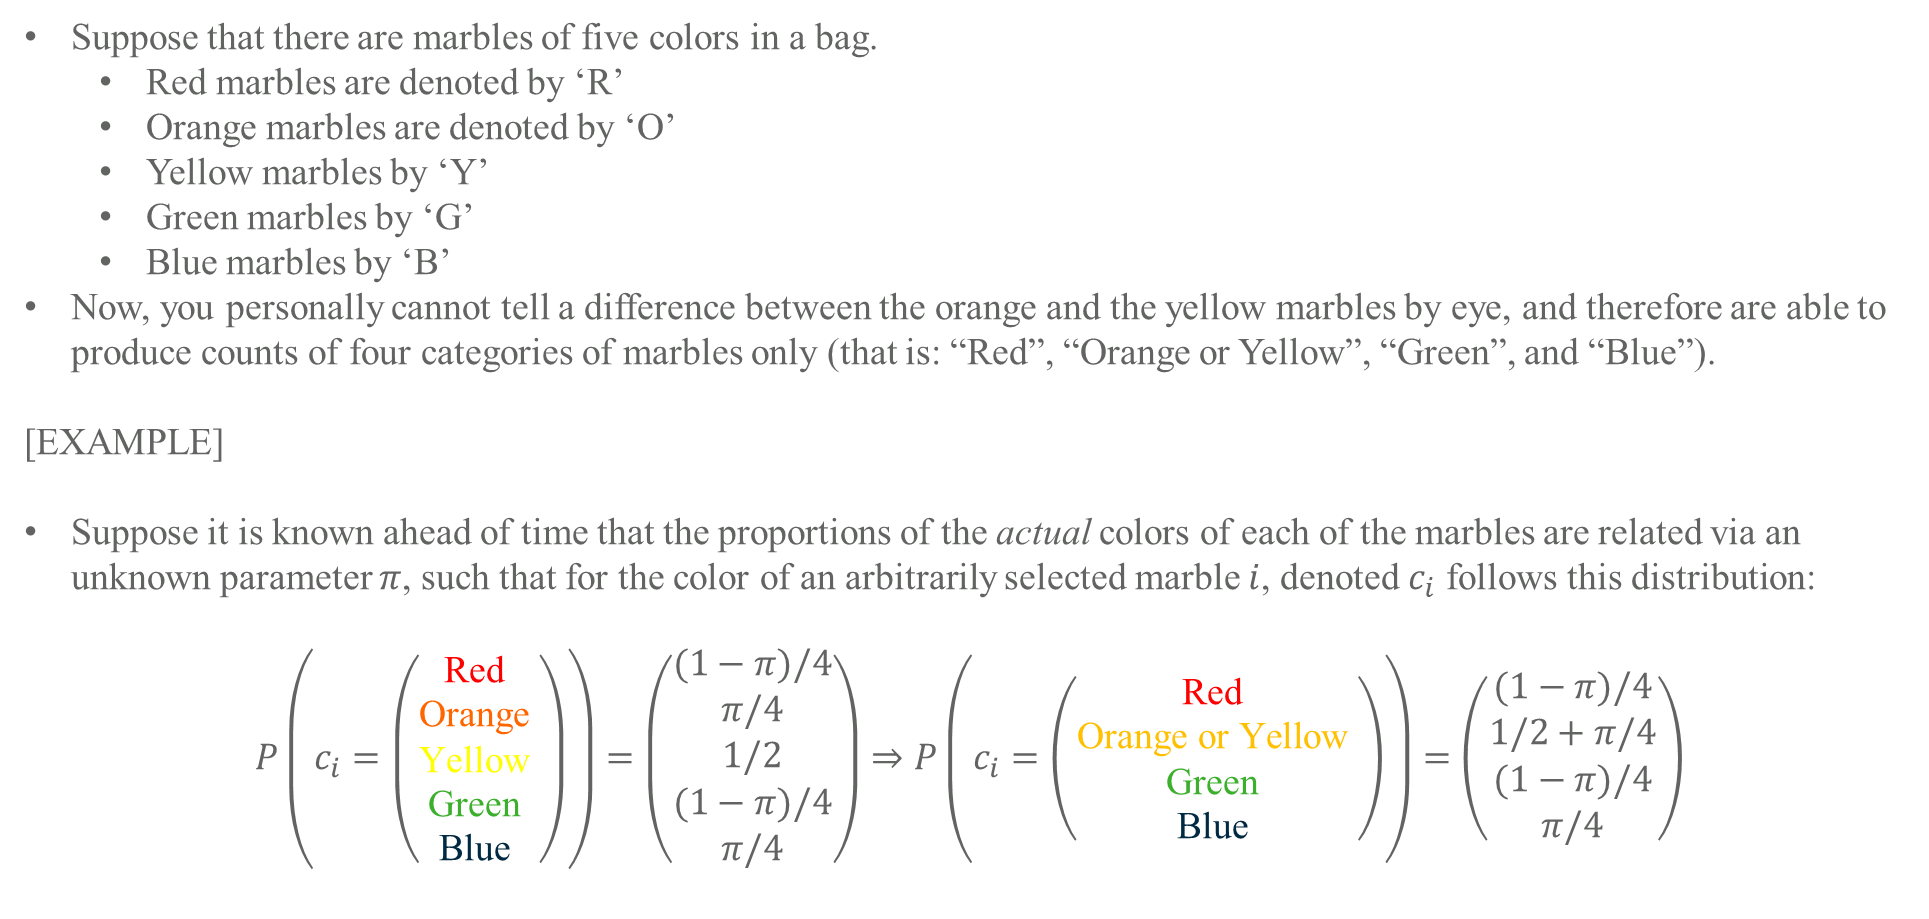 • Suppose that there are marbles of five colors in a bag.
• Red marbles are denoted by ‘R’
• Orange marbles are denoted by ‘O’
• Yellow marbles by ‘Y’
• Green marbles by ‘G’
• Blue marbles by ‘B’
• Now, you personally cannot tell a difference between the orange and the yellow marbles by eye, and therefore are able to
produce counts of four categories of marbles only (that is: “Red”, “Orange or Yellow”, “Green”, and “Blue”).
[EXAMPLE]
• Suppose it is known ahead of time that the proportions of the actual colors of each of the marbles are related via an
unknown parameter π, such that for the color of an arbitrarily selected marble i, denoted cᵢ follows this distribution:
P ( cᵢ = ( Red Orange Yellow Green Blue ) ) = ( (1 − π)/4 π/4 1/2 (1 − π)/4 π/4 ) ⇒ P ( cᵢ = ( Red Orange or Yellow Green Blue ) ) = ( (1 − π)/4 1/2 + π/4 (1 − π)/4 π/4 )